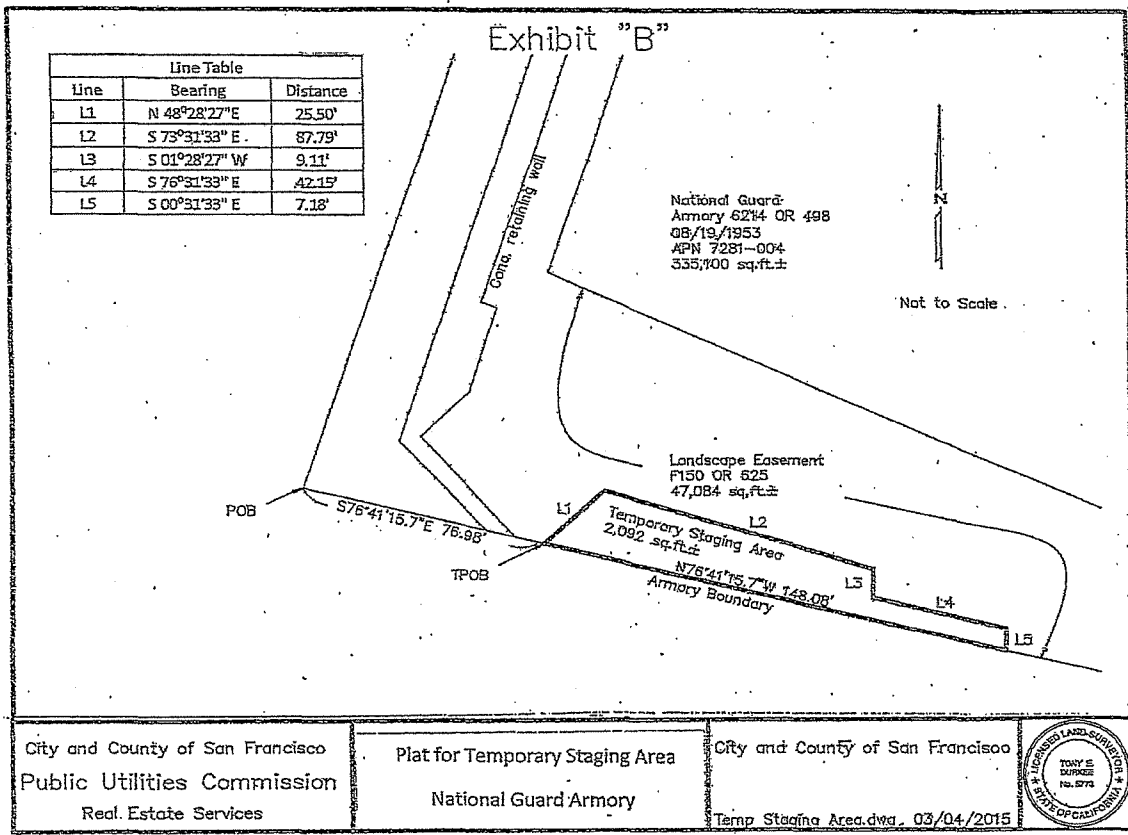 Exhibit "B"
Line Table
Line Bearing Distance
L1 N 48°28'27"E 25.50'
L2 S 73°31'33" E 87.79'
L3 S 01°28'27" W 9.11'
L4 S 76°31'33" E 42.15'
L5 S 00°31'33" E 7.18'
Conc. retaining wall
National Guard
Armory 6214 OR 498
08/19/1953
APN 7281-004
335,100 sq.ft.±
N
Not to Scale
Landscape Easement
F150 OR 625
47,084 sq.ft.±
POB
S76°41'15.7"E 76.98'
TPOB
L1
Temporary Staging Area
2,092 sq.ft.±
L2
N76°41'15.7"W 148.08'
Armory Boundary
L3
L4
L5
City and County of San Francisco
Public Utilities Commission
Real Estate Services
Plat for Temporary Staging Area
National Guard Armory
City and County of San Francisco
Temp Staging Area.dwg. 03/04/2015
LICENSED LAND SURVEYOR
TONY E.
DURKEE
No. 5773
STATE OF CALIFORNIA